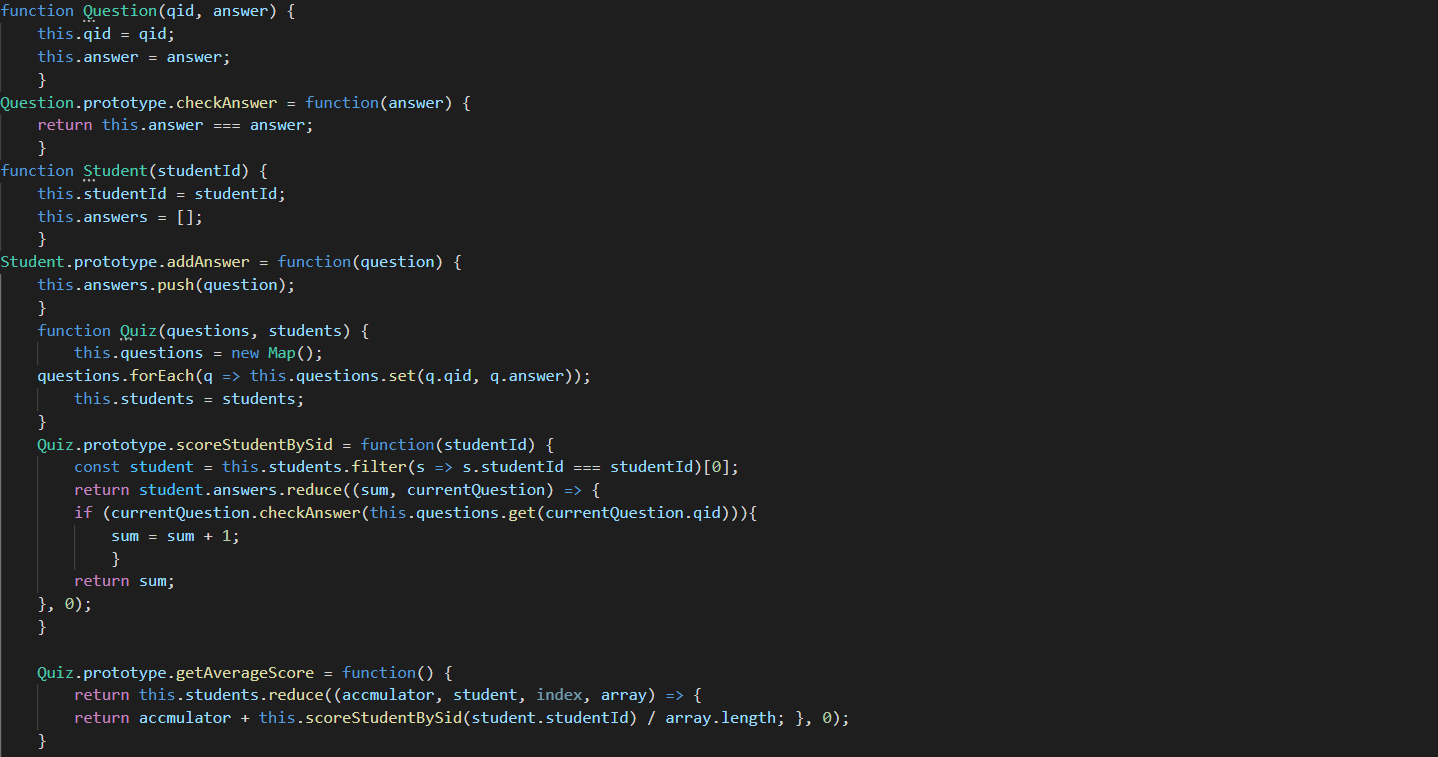 function Question(qid, answer) {
    this.qid = qid;
    this.answer = answer;
    }
Question.prototype.checkAnswer = function(answer) {
    return this.answer === answer;
    }
function Student(studentId) {
    this.studentId = studentId;
    this.answers = [];
    }
Student.prototype.addAnswer = function(question) {
    this.answers.push(question);
    }
    function Quiz(questions, students) {
        this.questions = new Map();
    questions.forEach(q => this.questions.set(q.qid, q.answer));
        this.students = students;
    }
    Quiz.prototype.scoreStudentBySid = function(studentId) {
        const student = this.students.filter(s => s.studentId === studentId)[0];
        return student.answers.reduce((sum, currentQuestion) => {
        if (currentQuestion.checkAnswer(this.questions.get(currentQuestion.qid))){
            sum = sum + 1;
            }
        return sum;
    }, 0);
    }

    Quiz.prototype.getAverageScore = function() {
        return this.students.reduce((accmulator, student, index, array) => {
        return accmulator + this.scoreStudentBySid(student.studentId) / array.length; }, 0);
    }